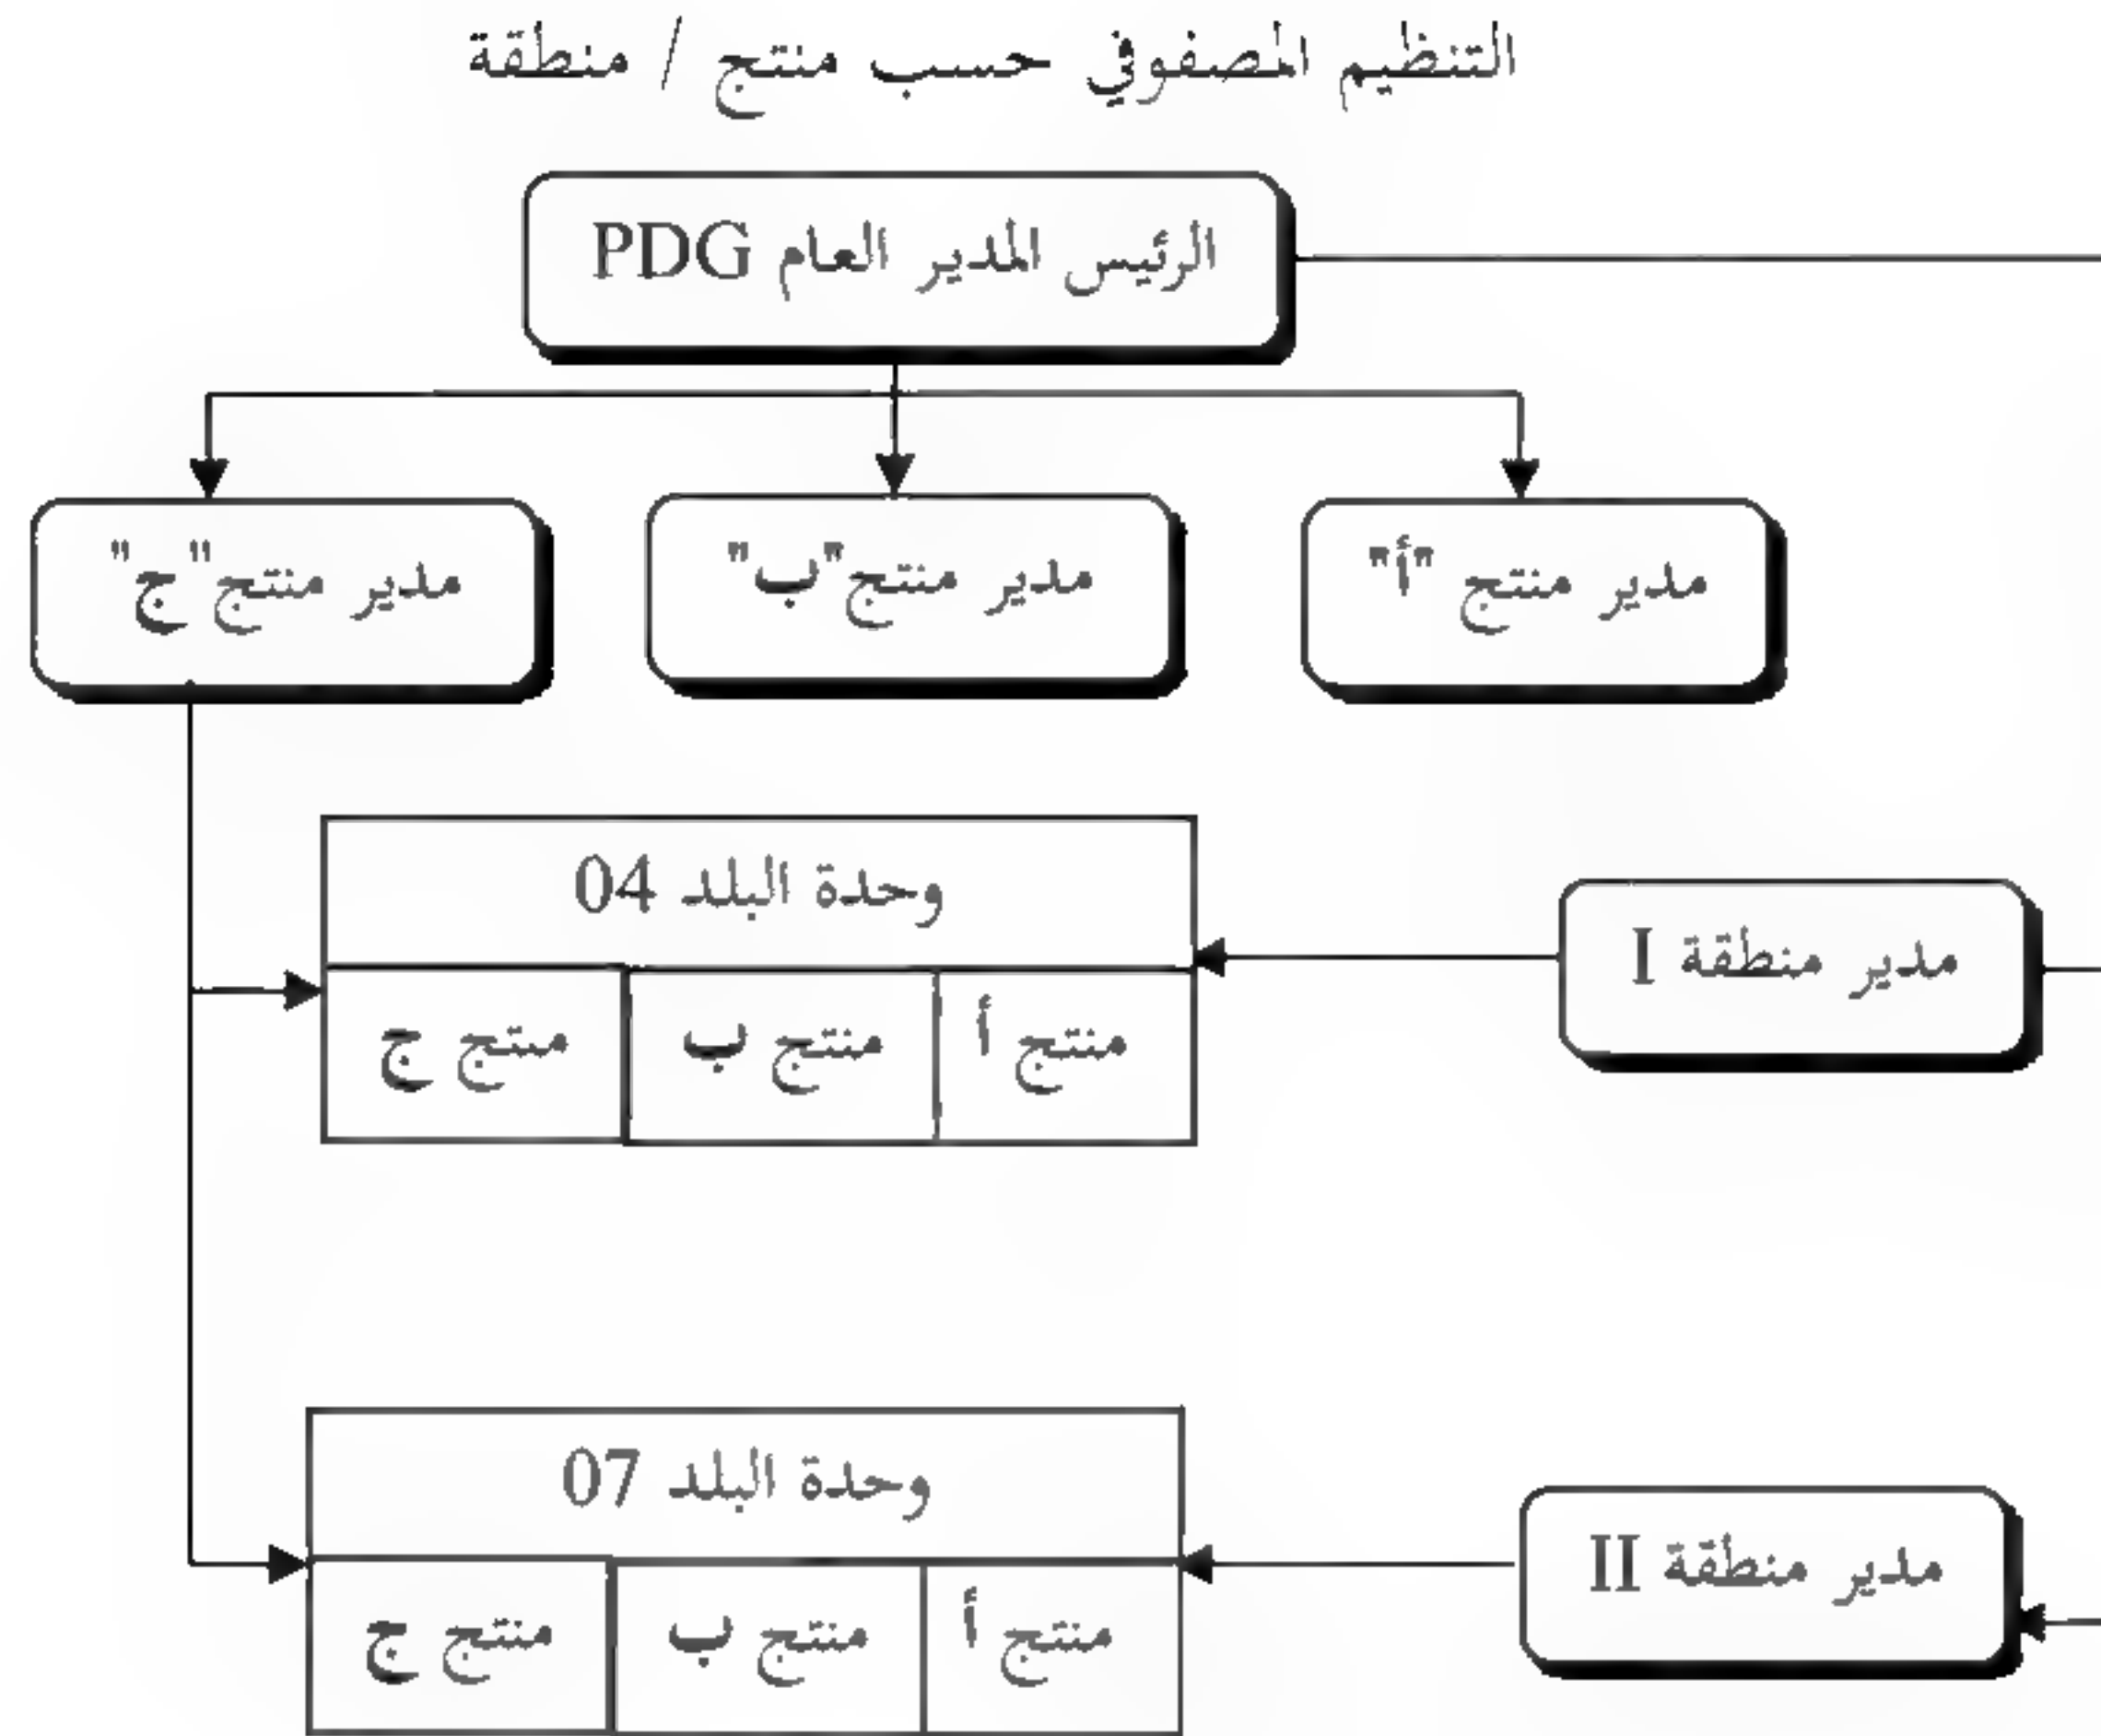 التنظيم المصفوفي حسب منتج / منطقة
الرئيس المدير العام PDG
مدير منتج "أ"
مدير منتج"ب"
مدير منتج"ج"
وحدة البلد 04
مدير منطقة I
منتج أ
منتج ب
منتج ج
وحدة البلد 07
مدير منطقة II
منتج أ
منتج ب
منتج ج